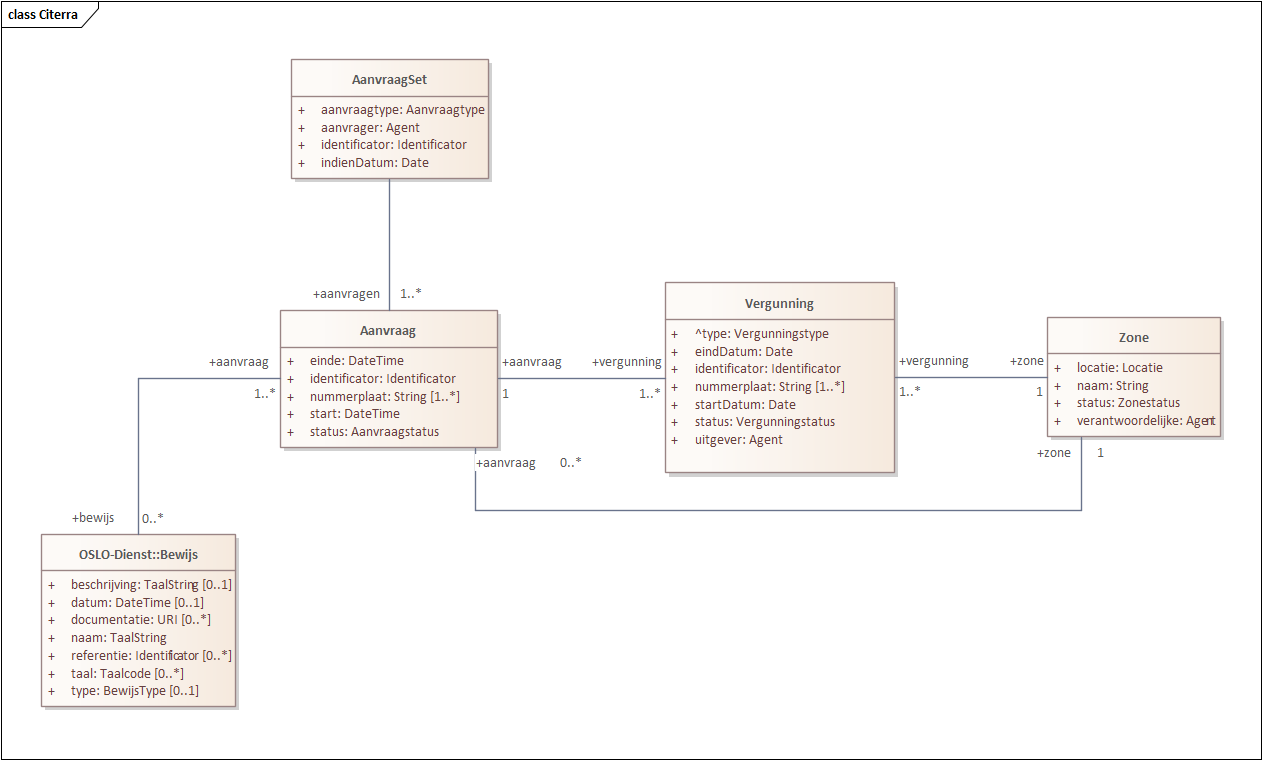 class Citerra
AanvraagSet
+ aanvraagtype: Aanvraagtype
+ aanvrager: Agent
+ identificator: Identificator
+ indienDatum: Date
+aanvragen 1..*
Aanvraag
+ einde: DateTime
+ identificator: Identificator
+ nummerplaat: String [1..*]
+ start: DateTime
+ status: Aanvraagstatus
+aanvraag
1..*
+aanvraag
1
+vergunning
1..*
Vergunning
+ ^type: Vergunningstype
+ eindDatum: Date
+ identificator: Identificator
+ nummerplaat: String [1..*]
+ startDatum: Date
+ status: Vergunningstatus
+ uitgever: Agent
+vergunning
1..*
+zone
1
Zone
+ locatie: Locatie
+ naam: String
+ status: Zonestatus
+ verantwoordelijke: Agent
+aanvraag 0..*
+zone 1
+bewijs 0..*
OSLO-Dienst::Bewijs
+ beschrijving: TaalString [0..1]
+ datum: DateTime [0..1]
+ documentatie: URI [0..*]
+ naam: TaalString
+ referentie: Identificator [0..*]
+ taal: Taalcode [0..*]
+ type: BewijsType [0..1]